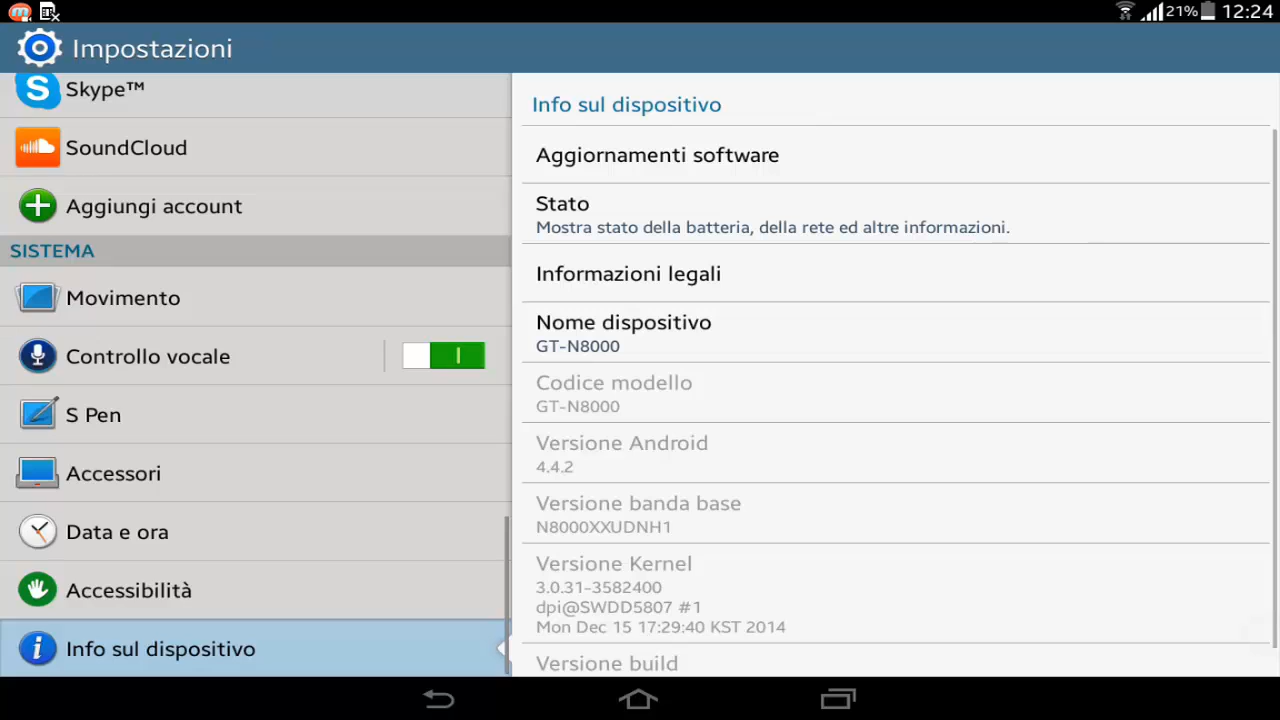 21% 12:24
Impostazioni
Skype™
SoundCloud
Aggiungi account
SISTEMA
Movimento
Controllo vocale
S Pen
Accessori
Data e ora
Accessibilità
Info sul dispositivo
Info sul dispositivo
Aggiornamenti software
Stato
Mostra stato della batteria, della rete ed altre informazioni.
Informazioni legali
Nome dispositivo
GT-N8000
Codice modello
GT-N8000
Versione Android
4.4.2
Versione banda base
N8000XXUDNH1
Versione Kernel
3.0.31-3582400
dpi@SWDD5807 #1
Mon Dec 15 17:29:40 KST 2014
Versione build